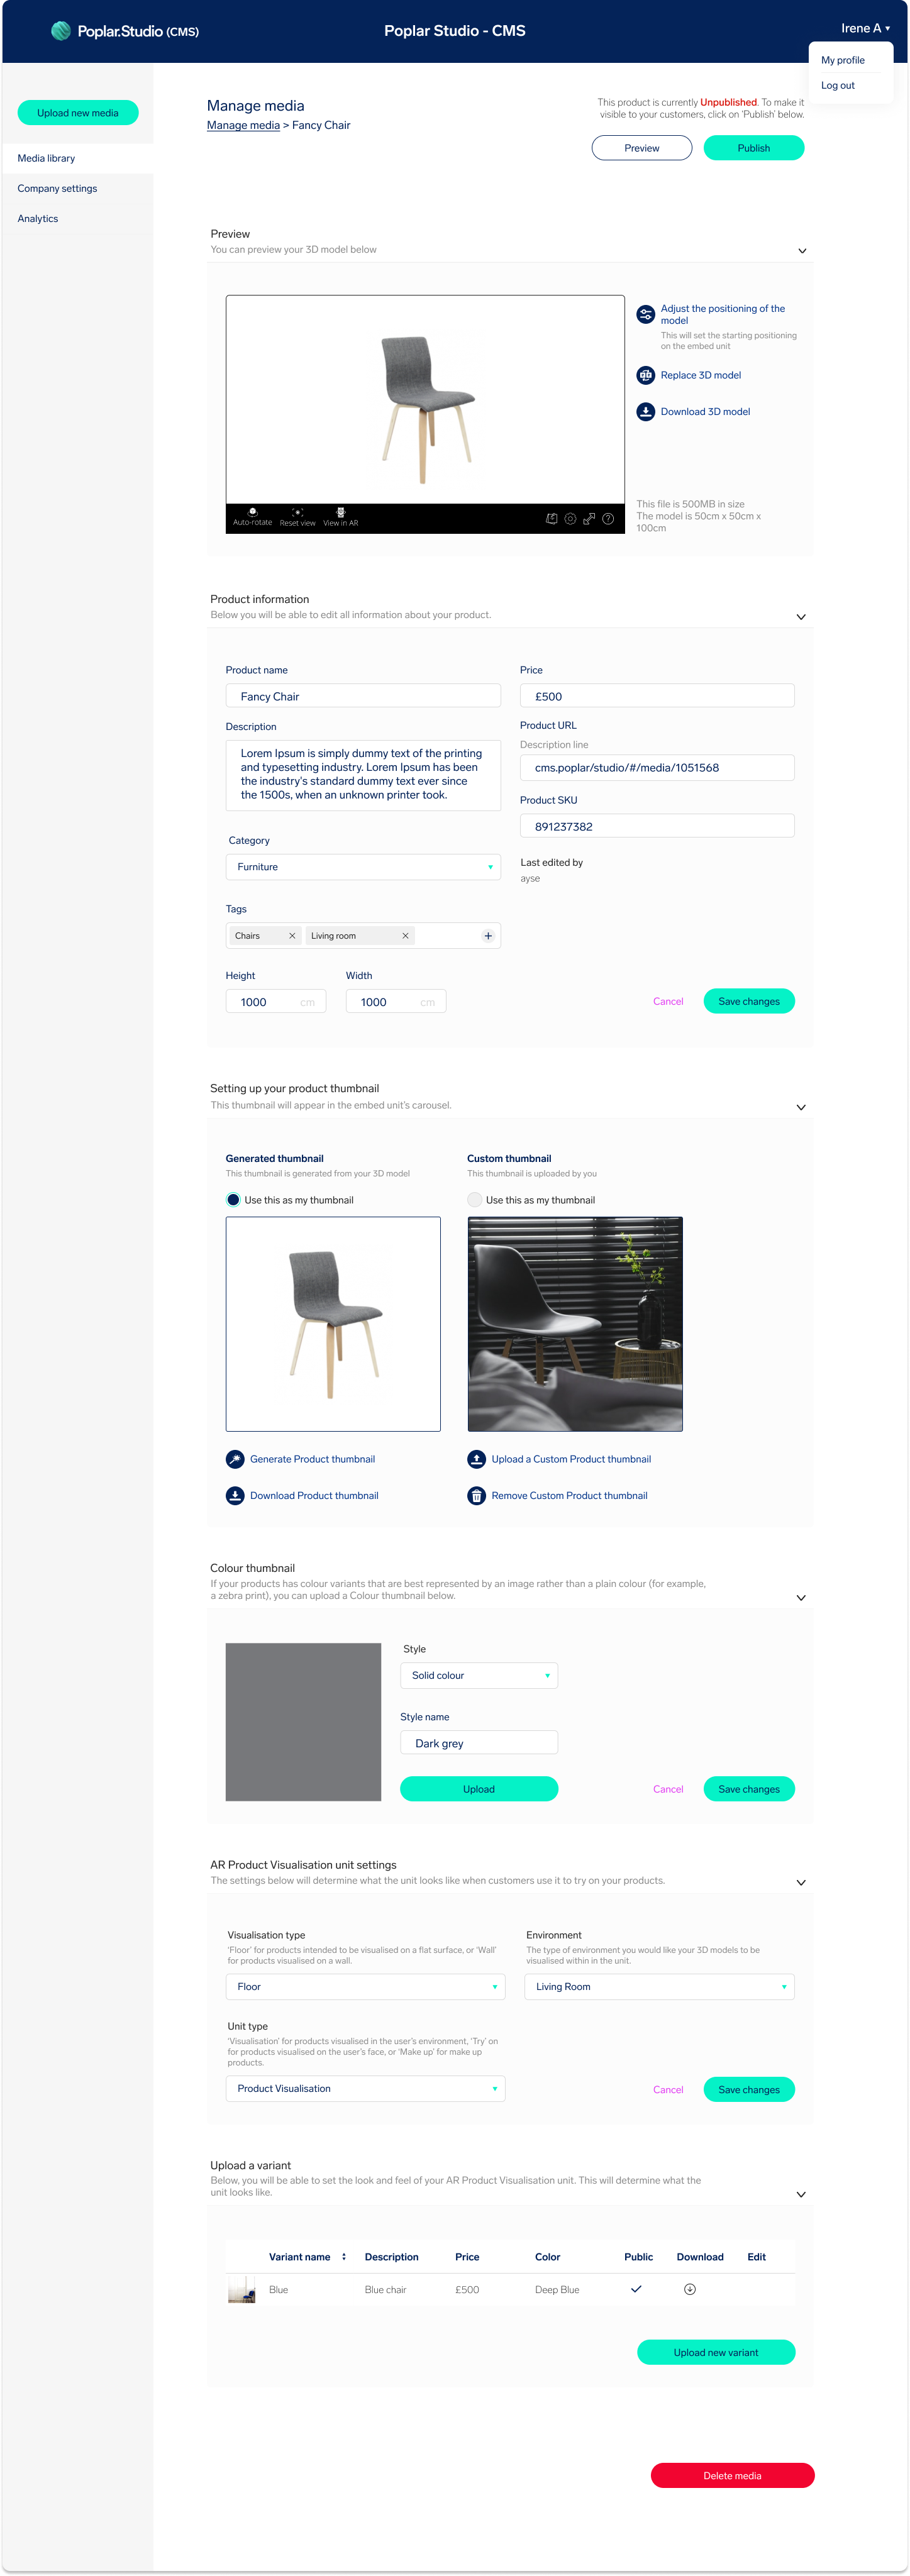 Poplar.Studio (CMS)
Poplar Studio - CMS
Irene A
My profile
Log out
Upload new media
Media library
Company settings
Analytics
Manage media
Manage media > Fancy Chair
This product is currently Unpublished. To make it
visible to your customers, click on 'Publish' below.
Preview
Publish
Preview
You can preview your 3D model below
Adjust the positioning of the
model
This will set the starting positioning
on the embed unit
Replace 3D model
Download 3D model
This file is 500MB in size
The model is 50cm x 50cm x
100cm
Auto-rotate
Reset view
View in AR
Product information
Below you will be able to edit all information about your product.
Product name
Fancy Chair
Description
Lorem Ipsum is simply dummy text of the printing
and typesetting industry. Lorem Ipsum has been
the industry's standard dummy text ever since
the 1500s, when an unknown printer took.
Category
Furniture
Tags
Chairs
Living room
Height
1000 cm
Width
1000 cm
Price
£500
Product URL
Description line
cms.poplar/studio/#/media/1051568
Product SKU
891237382
Last edited by
ayse
Cancel
Save changes
Setting up your product thumbnail
This thumbnail will appear in the embed unit's carousel.
Generated thumbnail
This thumbnail is generated from your 3D model
Use this as my thumbnail
Generate Product thumbnail
Download Product thumbnail
Custom thumbnail
This thumbnail is uploaded by you
Use this as my thumbnail
Upload a Custom Product thumbnail
Remove Custom Product thumbnail
Colour thumbnail
If your products has colour variants that are best represented by an image rather than a plain colour (for example,
a zebra print), you can upload a Colour thumbnail below.
Style
Solid colour
Style name
Dark grey
Upload
Cancel
Save changes
AR Product Visualisation unit settings
The settings below will determine what the unit looks like when customers use it to try on your products.
Visualisation type
'Floor' for products intended to be visualised on a flat surface, or 'Wall'
for products visualised on a wall.
Floor
Environment
The type of environment you would like your 3D models to be
visualised within in the unit.
Living Room
Unit type
'Visualisation' for products visualised in the user's environment, 'Try' on
for products visualised on the user's face, or 'Make up' for make up
products.
Product Visualisation
Cancel
Save changes
Upload a variant
Below, you will be able to set the look and feel of your AR Product Visualisation unit. This will determine what the
unit looks like.
Variant name Description Price Color Public Download Edit
Blue Blue chair £500 Deep Blue
Upload new variant
Delete media